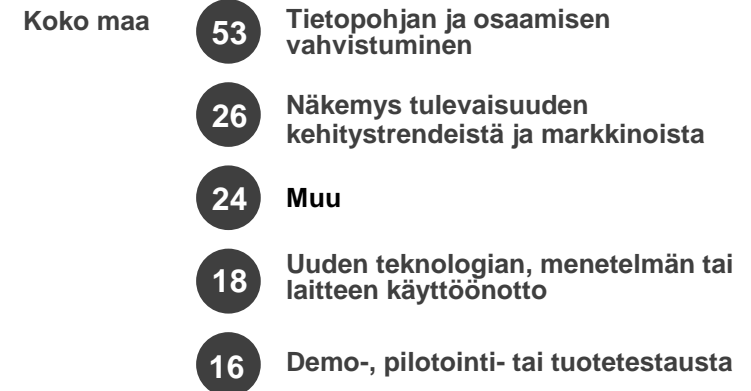 Koko maa
53 Tietopohjan ja osaamisen
vahvistuminen
26 Näkemys tulevaisuuden
kehitystrendeistä ja markkinoista
24 Muu
18 Uuden teknologian, menetelmän tai
laitteen käyttöönotto
16 Demo-, pilotointi- tai tuotetestausta